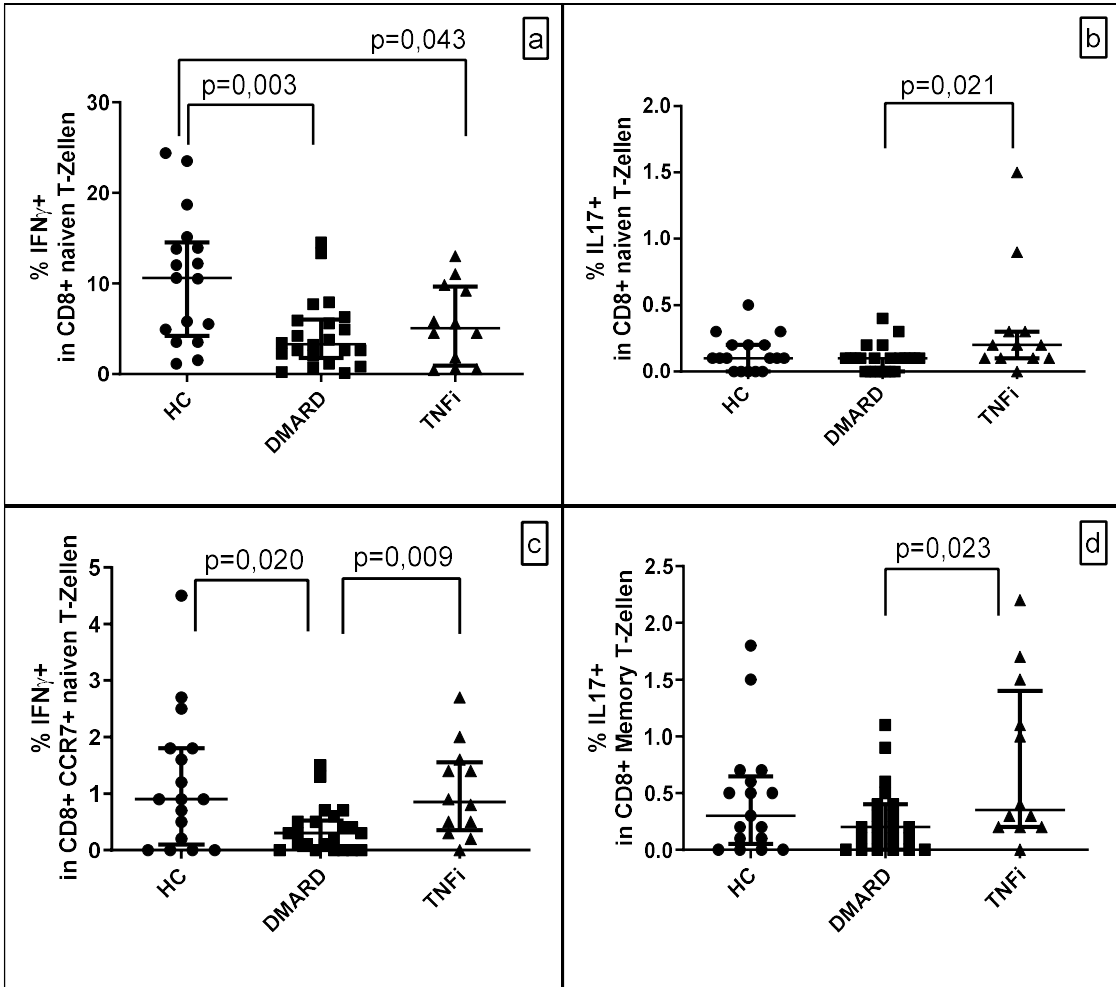 a
p=0,043
p=0,003
% IFNγ+
in CD8+ naiven T-Zellen
30
20
10
0
HC
DMARD
TNFi
b
p=0,021
% IL17+
in CD8+ naiven T-Zellen
2.0
1.5
1.0
0.5
0.0
HC
DMARD
TNFi
c
p=0,020
p=0,009
% IFNγ+
in CD8+ CCR7+ naiven T-Zellen
5
4
3
2
1
0
HC
DMARD
TNFi
d
p=0,023
% IL17+
in CD8+ Memory T-Zellen
2.5
2.0
1.5
1.0
0.5
0.0
HC
DMARD
TNFi